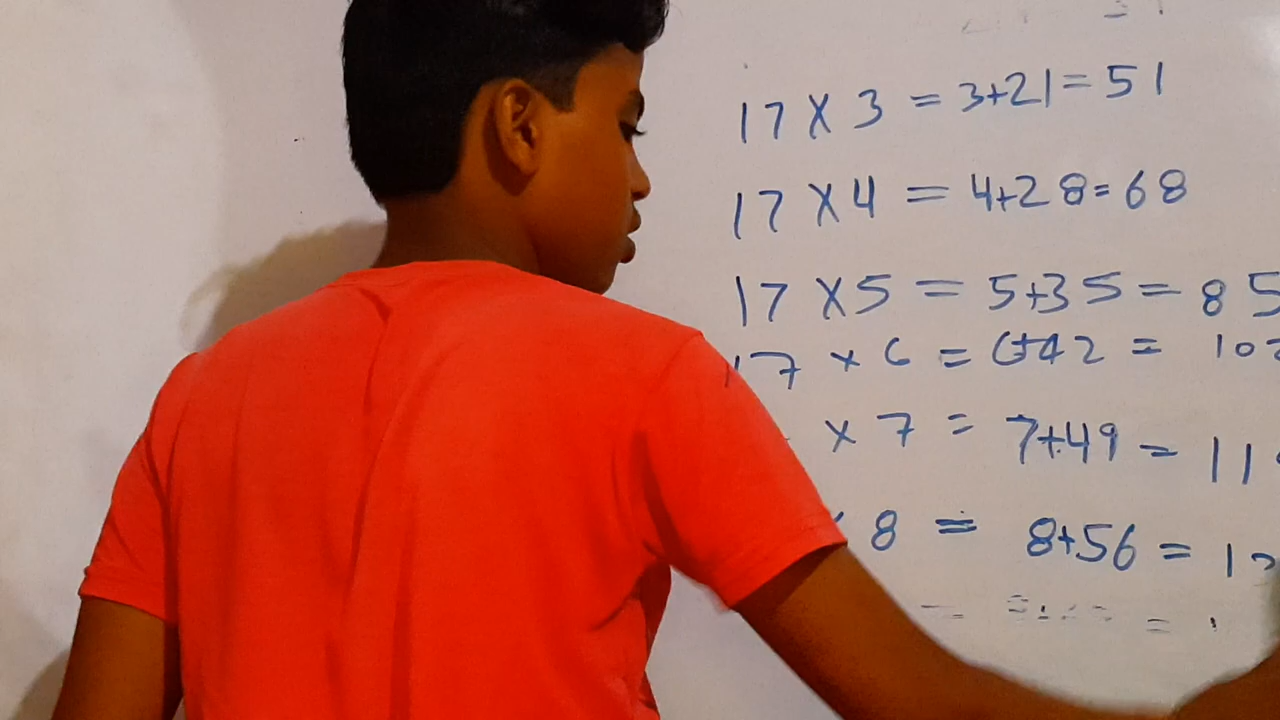 17 X 3 = 3+21 = 51
17 X 4 = 4+28 = 68
17 X 5 = 5+35 = 85
17 x 6 = 6+42 = 10
x 7 = 7+49 = 11
8 = 8+56 = 1